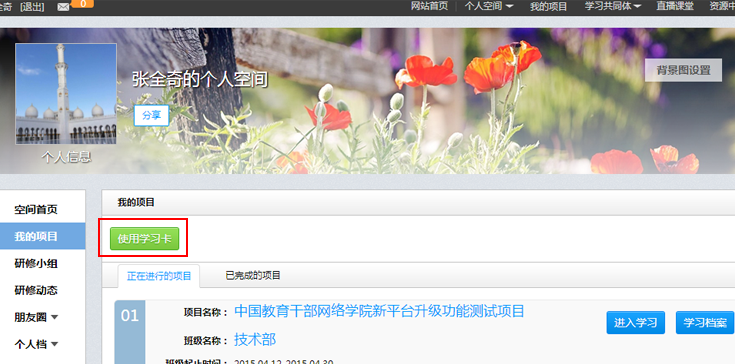 全奇 [退出] 0 网站首页 个人空间 我的项目 学习共同体 直播课堂 资源中
张全奇的个人空间
背景图设置
分享
个人信息
空间首页
我的项目
研修小组
研修动态
朋友圈
个人档
我的项目
使用学习卡
正在进行的项目 已完成的项目
01
项目名称： 中国教育干部网络学院新平台升级功能测试项目
进入学习 学习档案
班级名称： 技术部
班级起止时间： 2015.04.12-2015.04.30